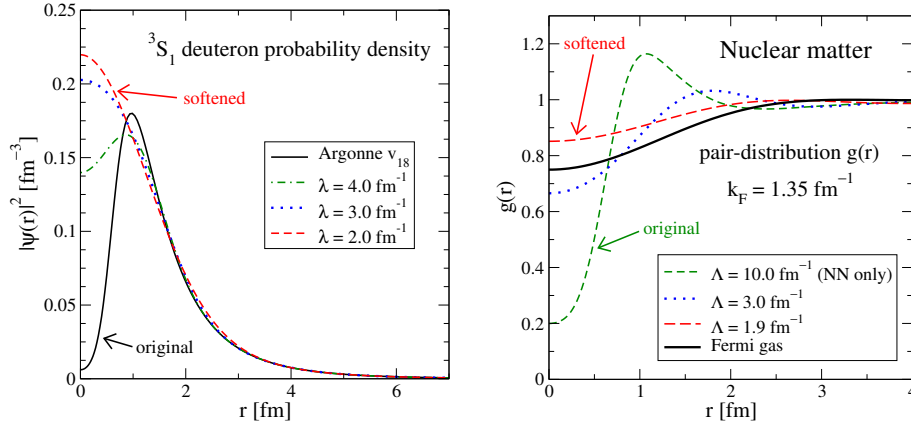 ³S₁ deuteron probability density
softened
original
Argonne v₁₈
λ = 4.0 fm⁻¹
λ = 3.0 fm⁻¹
λ = 2.0 fm⁻¹
|ψ(r)|² [fm⁻³]
0.25
0.2
0.15
0.1
0.05
0
0 2 4 6
r [fm]
Nuclear matter
softened
pair-distribution g(r)
k_F = 1.35 fm⁻¹
original
Λ = 10.0 fm⁻¹ (NN only)
Λ = 3.0 fm⁻¹
Λ = 1.9 fm⁻¹
Fermi gas
g(r)
1.4
1.2
1.0
0.8
0.6
0.4
0.2
0
0 1 2 3 4
r [fm]